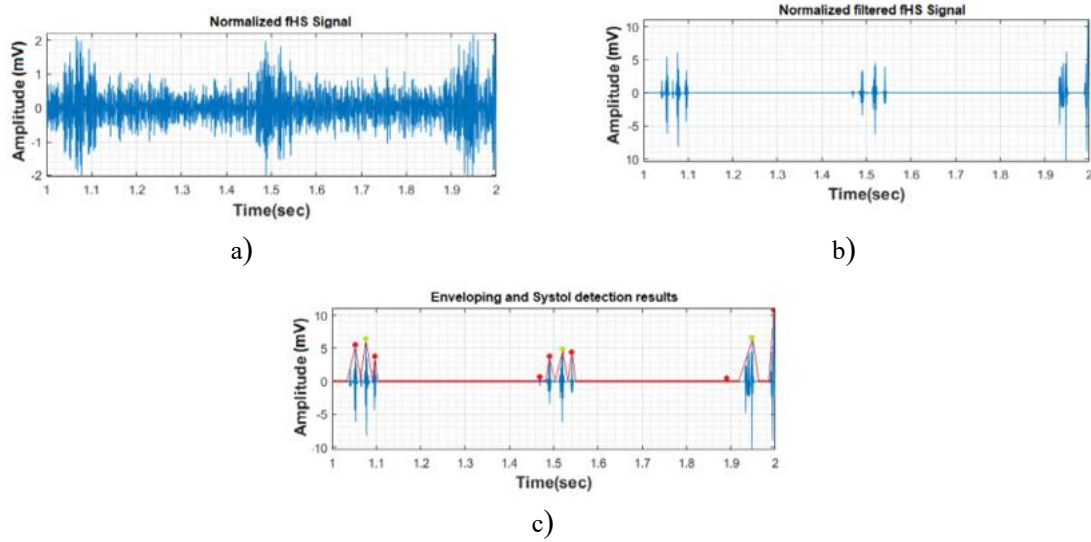 Normalized fHS Signal
Amplitude (mV)
2
1
0
-1
-2
1 1.1 1.2 1.3 1.4 1.5 1.6 1.7 1.8 1.9 2
Time(sec)
a)
Normalized filtered fHS Signal
Amplitude (mV)
10
5
0
5
10
1 1.1 1.2 1.3 1.4 1.5 1.6 1.7 1.8 1.9 2
Time(sec)
b)
Enveloping and Systol detection results
Amplitude (mV)
10
5
0
-5
-10
1 1.1 1.2 1.3 1.4 1.5 1.6 1.7 1.8 1.9 2
Time(sec)
c)